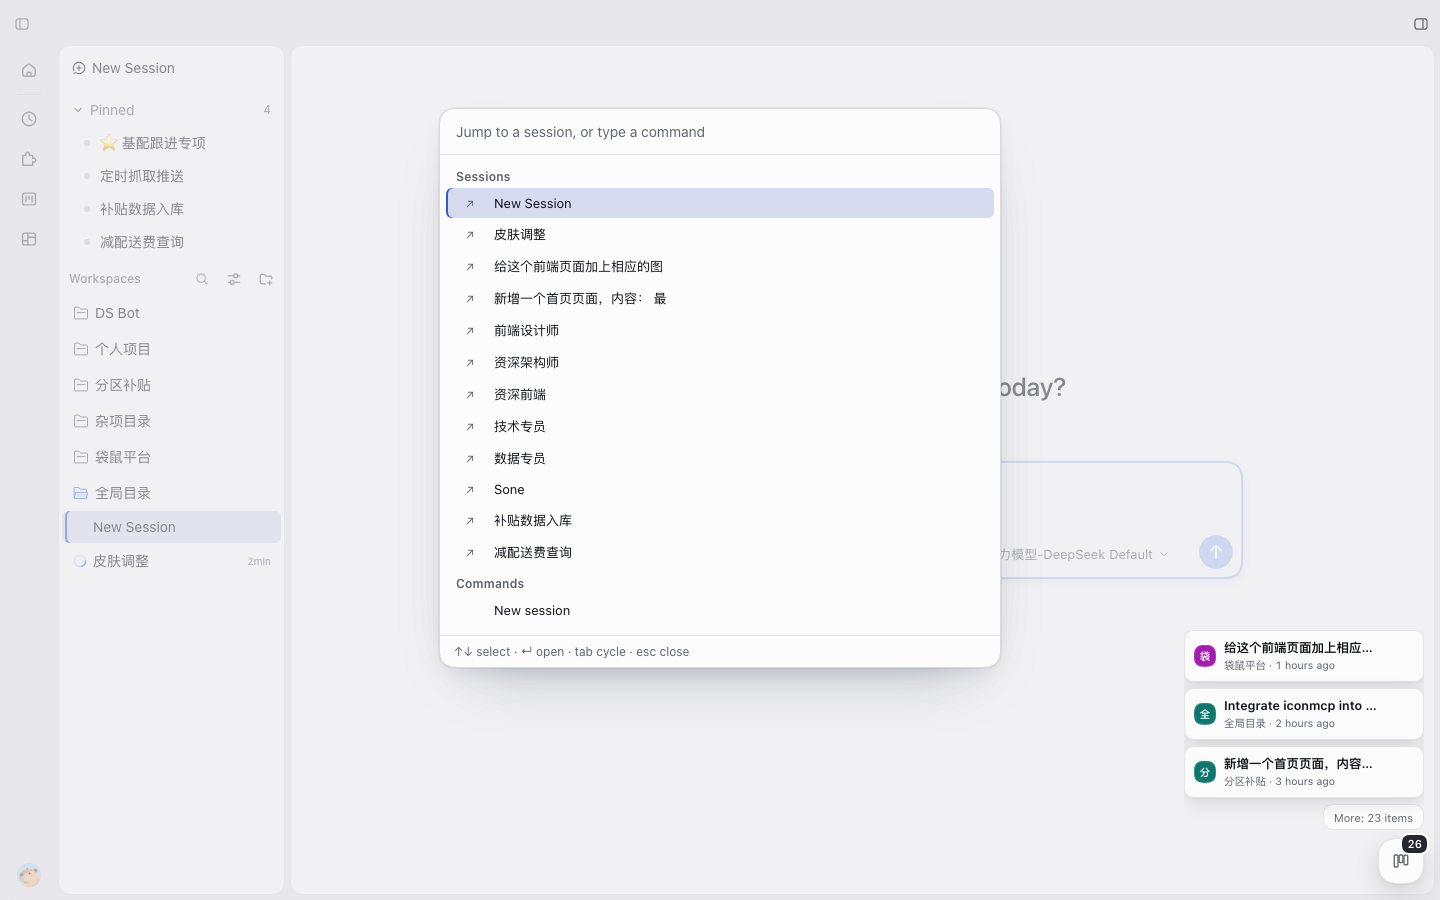 New Session
Pinned 4
⭐ 基配跟进专项
定时抓取推送
补贴数据入库
减配送费查询
Workspaces
DS Bot
个人项目
分区补贴
杂项目录
袋鼠平台
全局目录
New Session
皮肤调整 2min
Jump to a session, or type a command
Sessions
New Session
皮肤调整
给这个前端页面加上相应的图
新增一个首页页面，内容： 最
前端设计师
资深架构师
资深前端
技术专员
数据专员
Sone
补贴数据入库
减配送费查询
Commands
New session
↑↓ select · ↵ open · tab cycle · esc close
oday?
力模型-DeepSeek Default
袋 给这个前端页面加上相应...
袋鼠平台 · 1 hours ago
全 Integrate iconmcp into ...
全局目录 · 2 hours ago
分 新增一个首页页面，内容...
分区补贴 · 3 hours ago
More: 23 items
26